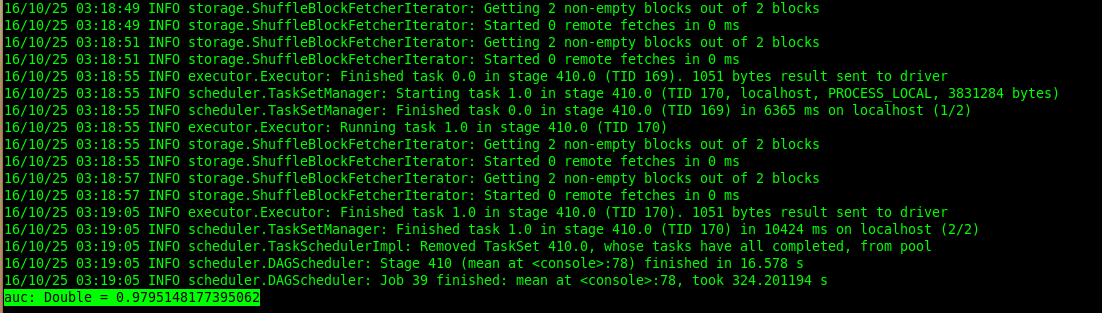 16/10/25 03:18:49 INFO storage.ShuffleBlockFetcherIterator: Getting 2 non-empty blocks out of 2 blocks
16/10/25 03:18:49 INFO storage.ShuffleBlockFetcherIterator: Started 0 remote fetches in 0 ms
16/10/25 03:18:51 INFO storage.ShuffleBlockFetcherIterator: Getting 2 non-empty blocks out of 2 blocks
16/10/25 03:18:51 INFO storage.ShuffleBlockFetcherIterator: Started 0 remote fetches in 0 ms
16/10/25 03:18:55 INFO executor.Executor: Finished task 0.0 in stage 410.0 (TID 169). 1051 bytes result sent to driver
16/10/25 03:18:55 INFO scheduler.TaskSetManager: Starting task 1.0 in stage 410.0 (TID 170, localhost, PROCESS_LOCAL, 3831284 bytes)
16/10/25 03:18:55 INFO scheduler.TaskSetManager: Finished task 0.0 in stage 410.0 (TID 169) in 6365 ms on localhost (1/2)
16/10/25 03:18:55 INFO executor.Executor: Running task 1.0 in stage 410.0 (TID 170)
16/10/25 03:18:55 INFO storage.ShuffleBlockFetcherIterator: Getting 2 non-empty blocks out of 2 blocks
16/10/25 03:18:55 INFO storage.ShuffleBlockFetcherIterator: Started 0 remote fetches in 0 ms
16/10/25 03:18:57 INFO storage.ShuffleBlockFetcherIterator: Getting 2 non-empty blocks out of 2 blocks
16/10/25 03:18:57 INFO storage.ShuffleBlockFetcherIterator: Started 0 remote fetches in 0 ms
16/10/25 03:19:05 INFO executor.Executor: Finished task 1.0 in stage 410.0 (TID 170). 1051 bytes result sent to driver
16/10/25 03:19:05 INFO scheduler.TaskSetManager: Finished task 1.0 in stage 410.0 (TID 170) in 10424 ms on localhost (2/2)
16/10/25 03:19:05 INFO scheduler.TaskSchedulerImpl: Removed TaskSet 410.0, whose tasks have all completed, from pool
16/10/25 03:19:05 INFO scheduler.DAGScheduler: Stage 410 (mean at <console>:78) finished in 16.578 s
16/10/25 03:19:05 INFO scheduler.DAGScheduler: Job 39 finished: mean at <console>:78, took 324.201194 s
auc: Double = 0.9795148177395062